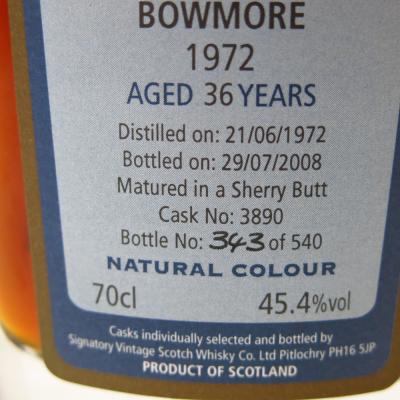 BOWMORE
1972
AGED 36 YEARS
Distilled on: 21/06/1972
Bottled on: 29/07/2008
Matured in a Sherry Butt
Cask No: 3890
Bottle No: 343 of 540
NATURAL COLOUR
70cl 45.4%vol
Casks individually selected and bottled by
Signatory Vintage Scotch Whisky Co. Ltd Pitlochry PH16 5JP
PRODUCT OF SCOTLAND